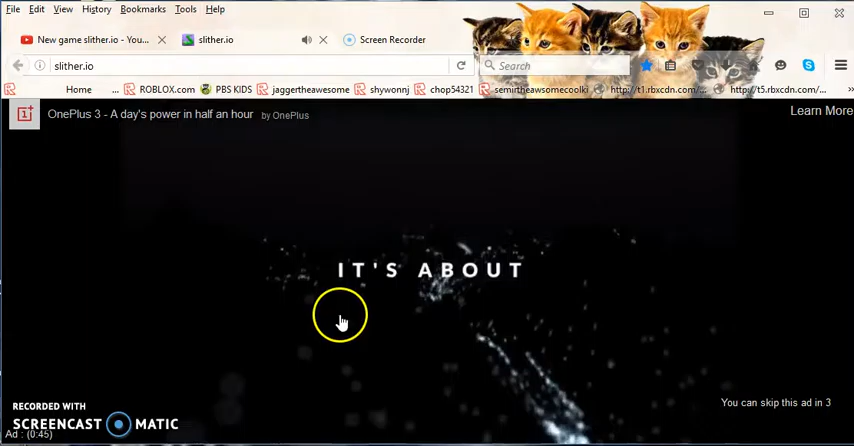 File Edit View History Bookmarks Tools Help
New game slither.io - You... slither.io Screen Recorder
slither.io Search
Home ... ROBLOX.com PBS KIDS jaggertheawesome shywonnj chop54321 semirtheawsomecoolki http://t1.rbxcdn.com/... http://t5.rbxcdn.com/...
OnePlus 3 - A day's power in half an hour by OnePlus Learn More
IT'S ABOUT
You can skip this ad in 3
RECORDED WITH
SCREENCAST MATIC
Ad : (0:45)